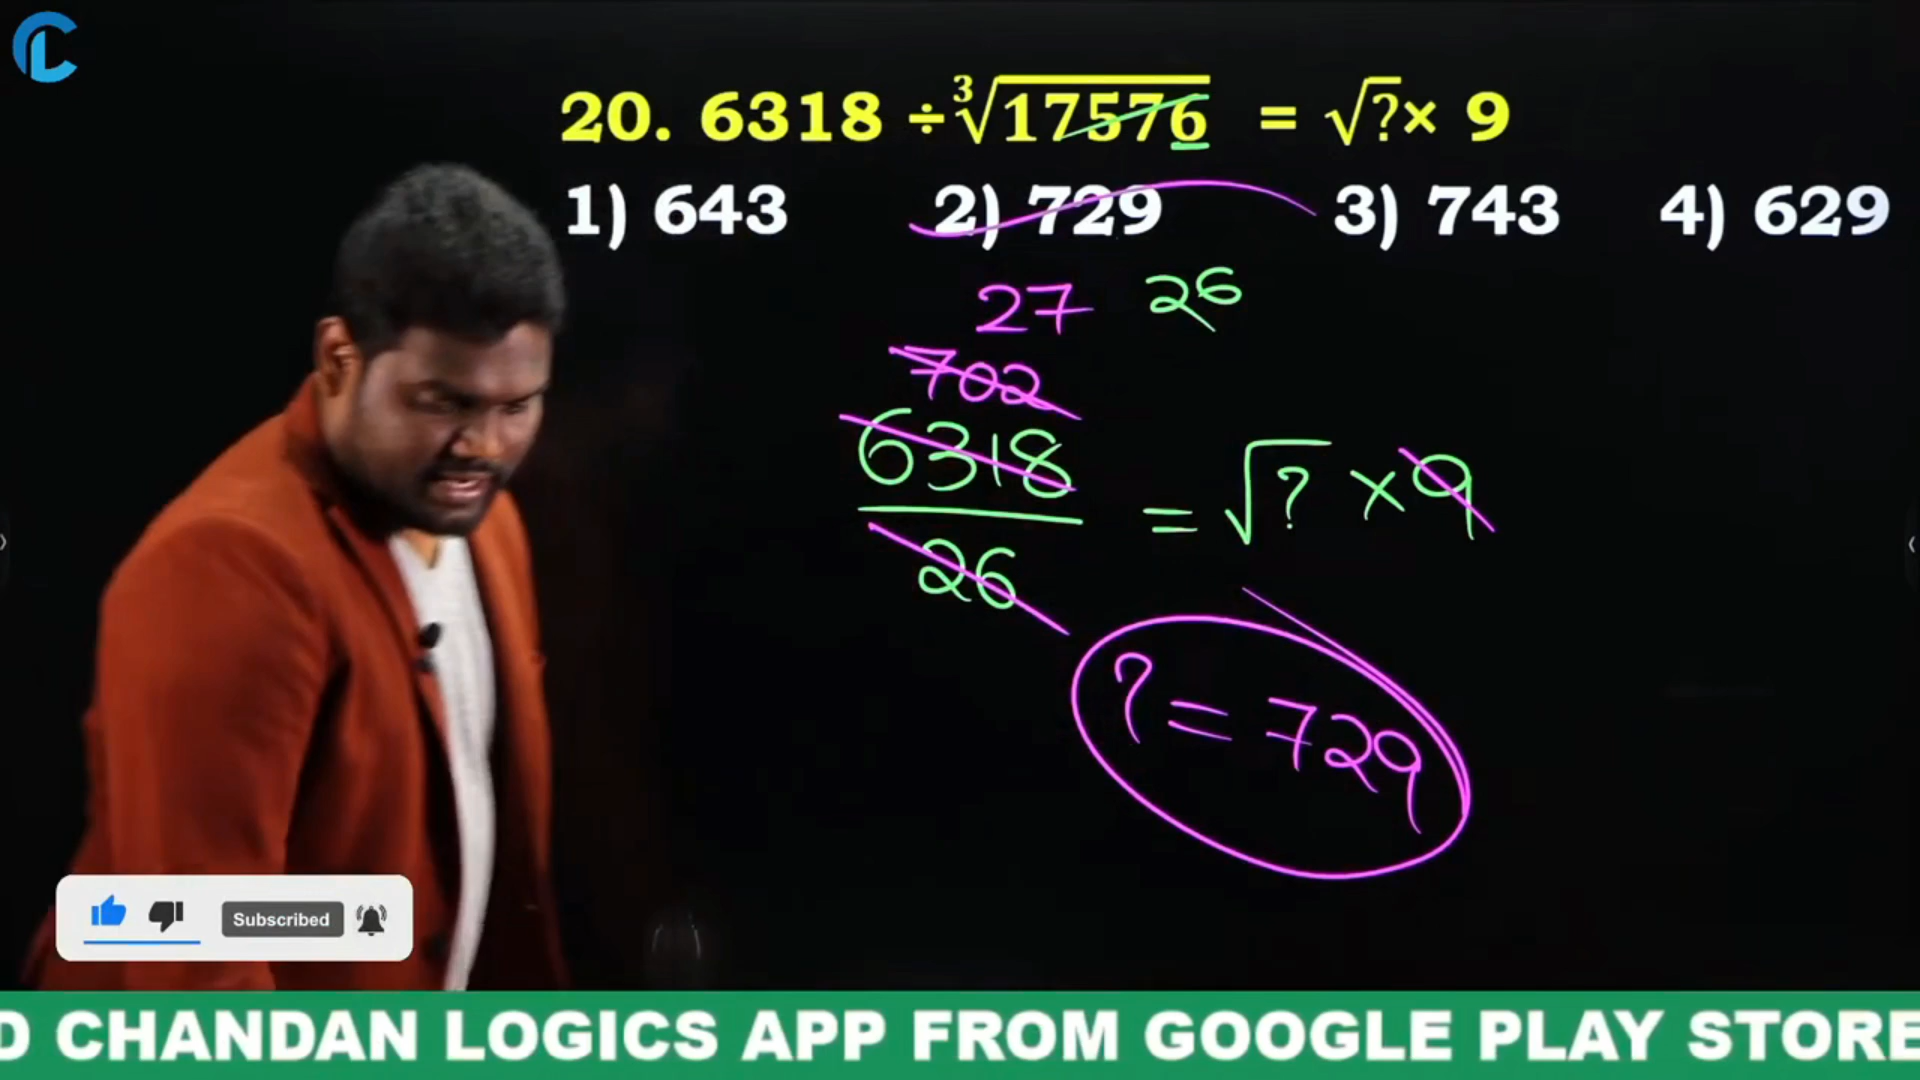 20. 6318 ÷ ∛17576 = √? × 9
1) 643 2) 729 3) 743 4) 629
27 26
702
6318
26
= √? × 9
? = 729
Subscribed
D CHANDAN LOGICS APP FROM GOOGLE PLAY STORE